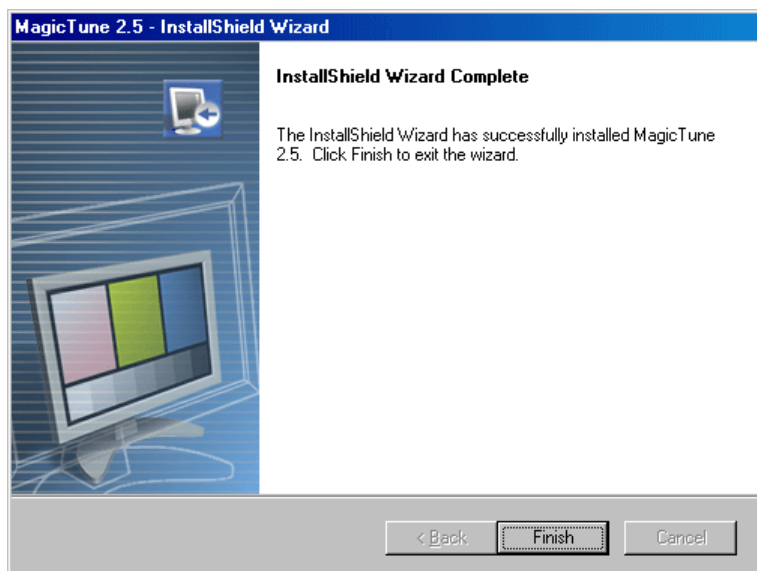 MagicTune 2.5 - InstallShield Wizard
InstallShield Wizard Complete
The InstallShield Wizard has successfully installed MagicTune
2.5. Click Finish to exit the wizard.
< Back
Finish
Cancel